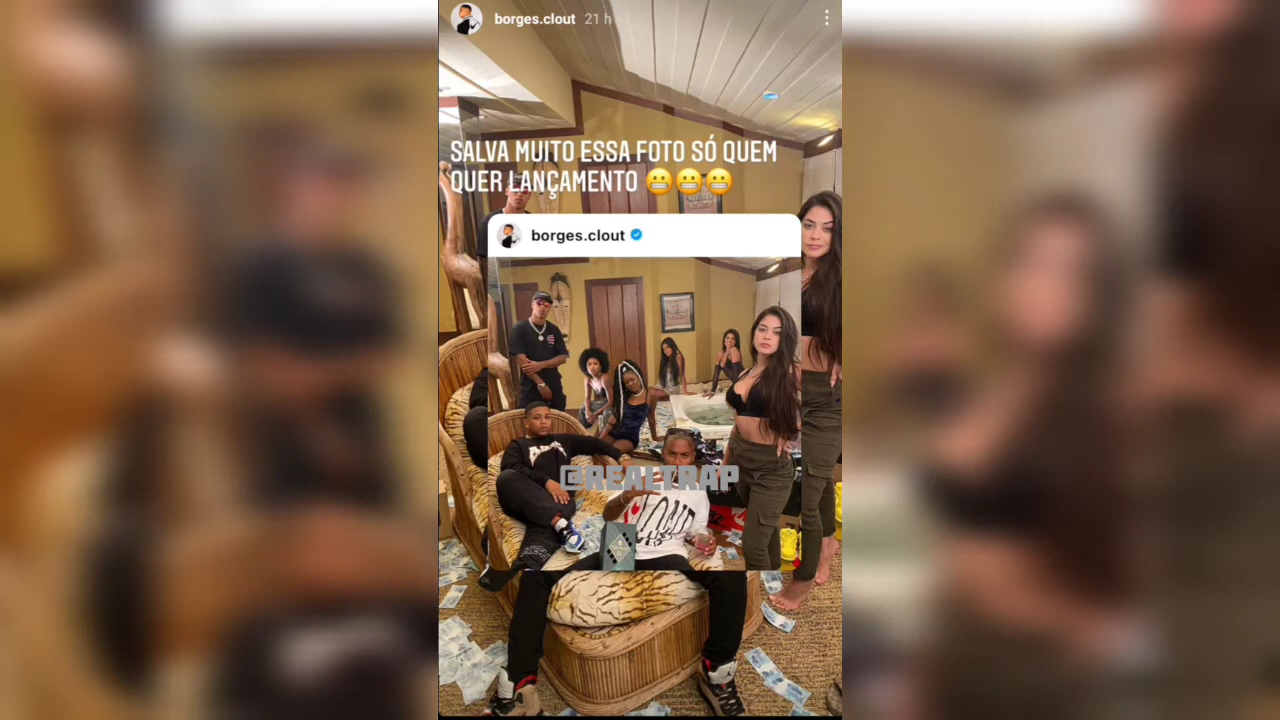 borges.clout 21 h
SALVA MUITO ESSA FOTO SÓ QUEM
QUER LANÇAMENTO 😬😬😬
borges.clout
@REALTRAP